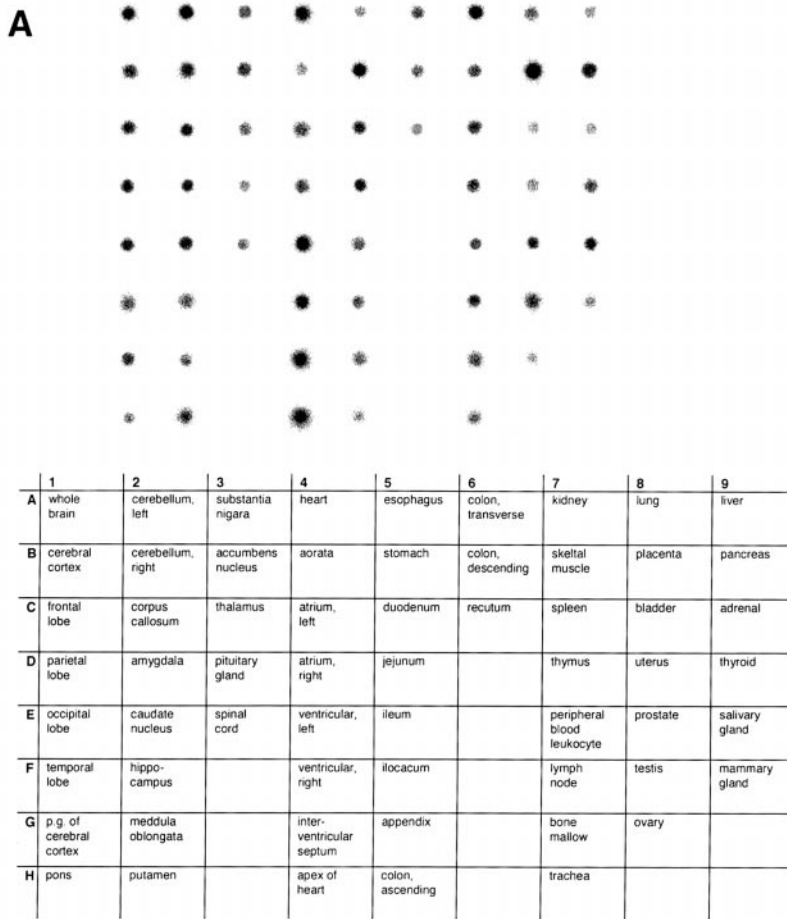 A
1 2 3 4 5 6 7 8 9
A whole brain cerebellum, left substantia nigara heart esophagus colon, transverse kidney lung liver
B cerebral cortex cerebellum, right accumbens nucleus aorata stomach colon, descending skeltal muscle placenta pancreas
C frontal lobe corpus callosum thalamus atrium, left duodenum recutum spleen bladder adrenal
D parietal lobe amygdala pituitary gland atrium, right jejunum thymus uterus thyroid
E occipital lobe caudate nucleus spinal cord ventricular, left ileum peripheral blood leukocyte prostate salivary gland
F temporal lobe hippo-campus ventricular, right ilocacum lymph node testis mammary gland
G p.g. of cerebral cortex meddula oblongata inter-ventricular septum appendix bone mallow ovary
H pons putamen apex of heart colon, ascending trachea